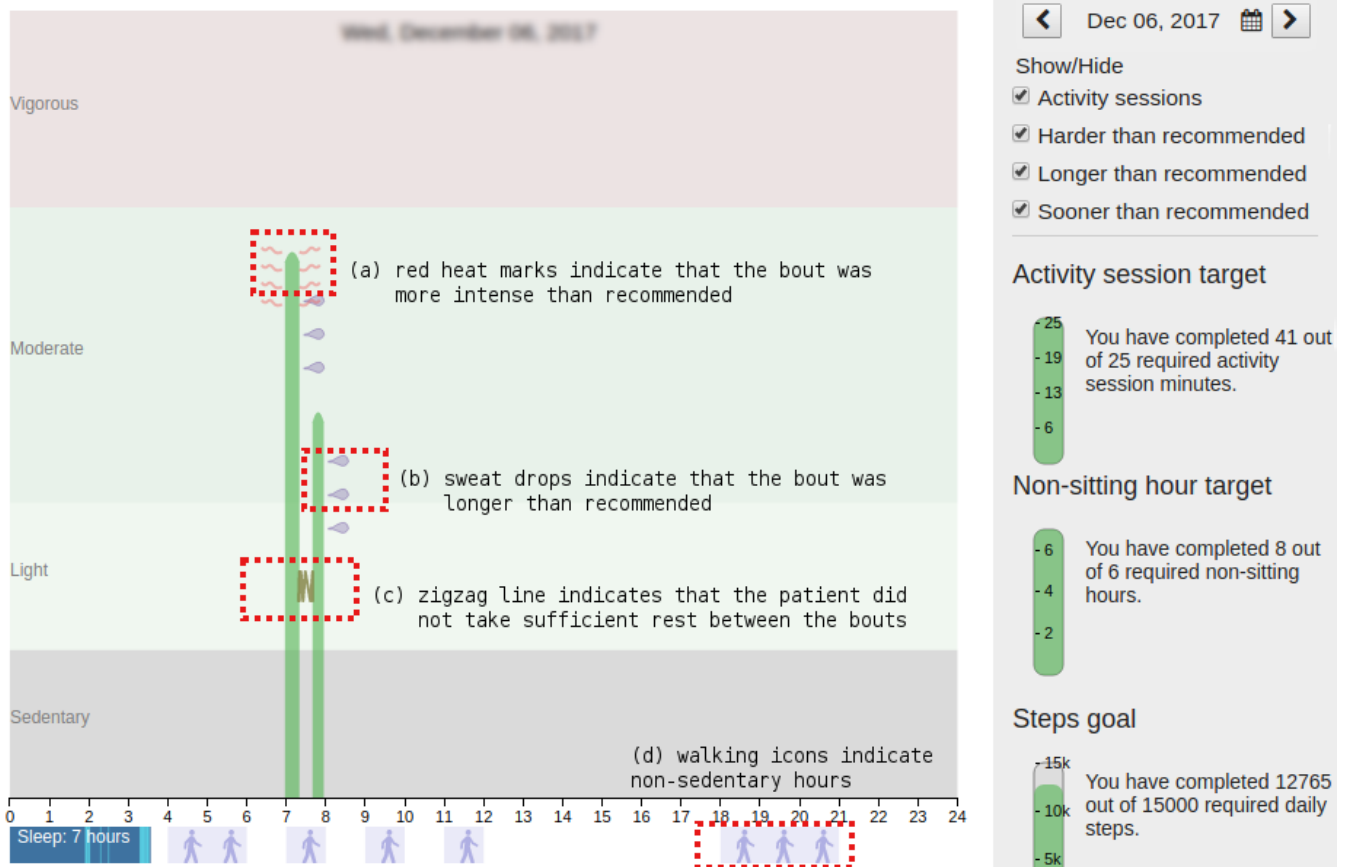 Wed, December 06, 2017
Vigorous
(a) red heat marks indicate that the bout was
more intense than recommended
Moderate
(b) sweat drops indicate that the bout was
longer than recommended
Light
(c) zigzag line indicates that the patient did
not take sufficient rest between the bouts
Sedentary
(d) walking icons indicate
non-sedentary hours
0 1 2 3 4 5 6 7 8 9 10 11 12 13 14 15 16 17 18 19 20 21 22 23 24
Sleep: 7 hours
Dec 06, 2017
Show/Hide
Activity sessions
Harder than recommended
Longer than recommended
Sooner than recommended
Activity session target
25
19
13
6
You have completed 41 out
of 25 required activity
session minutes.
Non-sitting hour target
6
4
2
You have completed 8 out
of 6 required non-sitting
hours.
Steps goal
15k
10k
5k
You have completed 12765
out of 15000 required daily
steps.